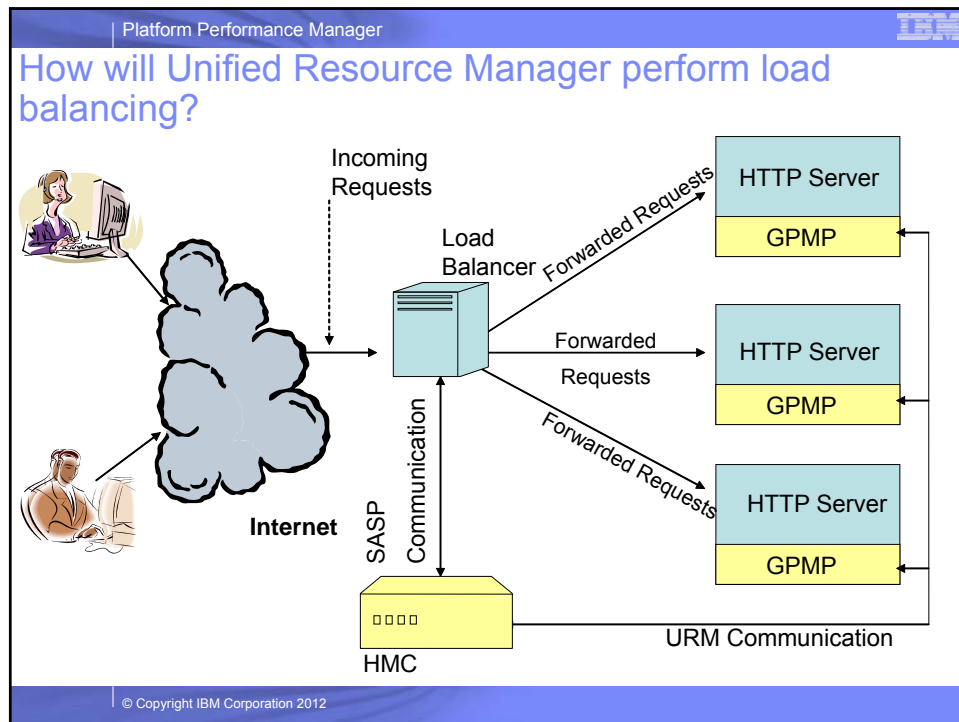 Platform Performance Manager
IBM
How will Unified Resource Manager perform load
balancing?
Incoming
Requests
Load
Balancer
Forwarded Requests
HTTP Server
GPMP
Forwarded
Requests
HTTP Server
GPMP
Forwarded Requests
HTTP Server
GPMP
Internet
SASP
Communication
HMC
URM Communication
© Copyright IBM Corporation 2012